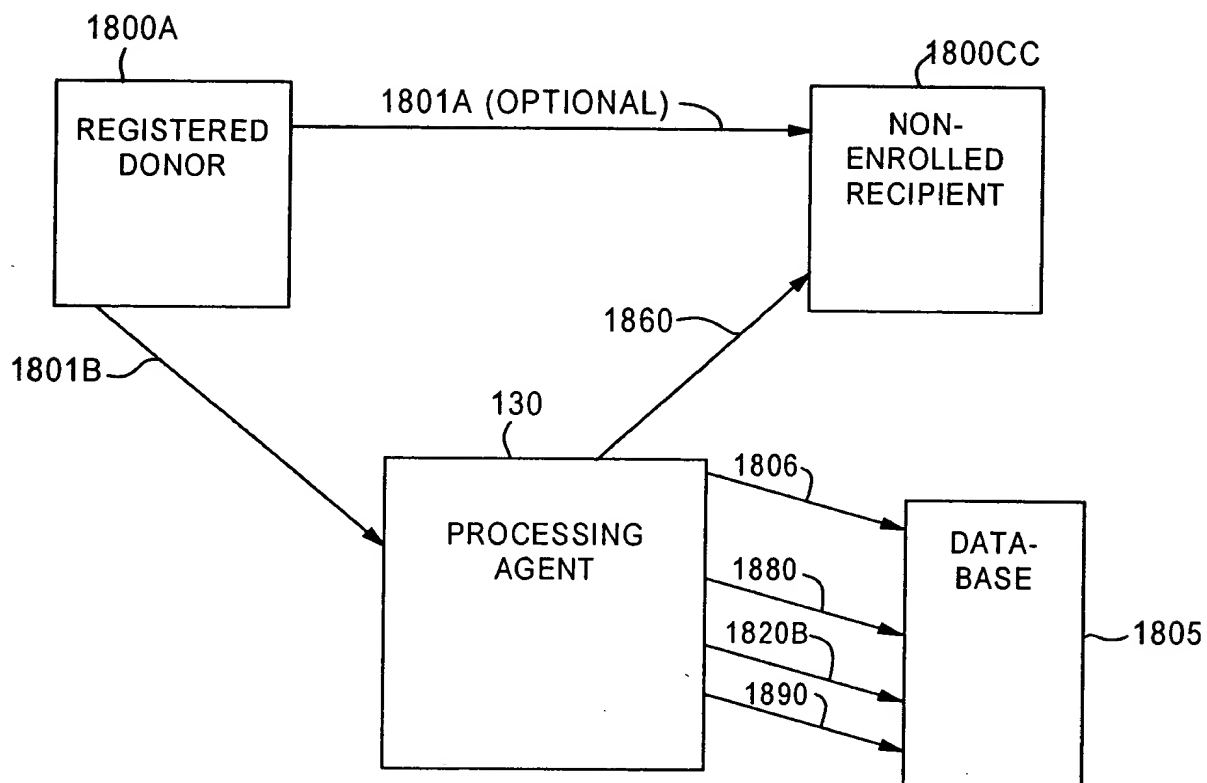 1800A
1800CC
REGISTERED
DONOR
1801A (OPTIONAL)
NON-
ENROLLED
RECIPIENT
1860
1801B
130
PROCESSING
AGENT
1806
1880
1820B
1890
DATA-
BASE
1805